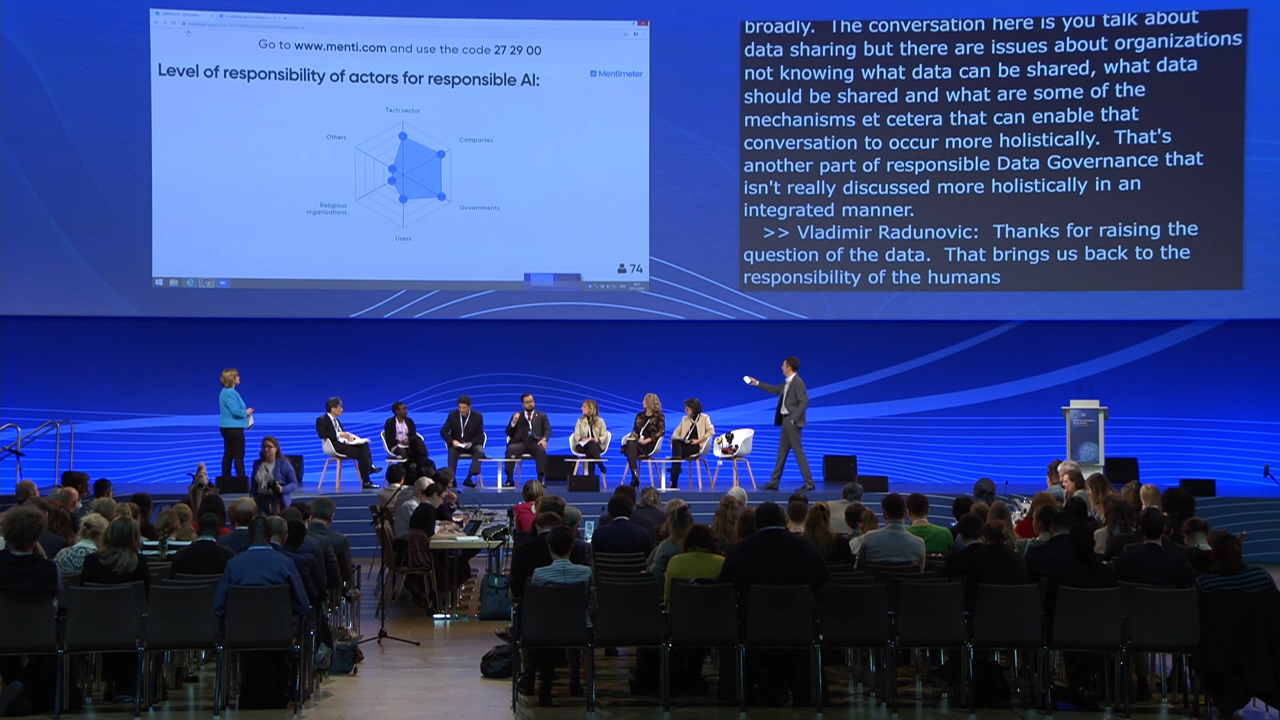 Go to www.menti.com and use the code 27 29 00
Level of responsibility of actors for responsible AI:
Mentimeter
Tech sector
Others
Companies
Religious
organisations
Governments
Users
74
broadly. The conversation here is you talk about
data sharing but there are issues about organizations
not knowing what data can be shared, what data
should be shared and what are some of the
mechanisms et cetera that can enable that
conversation to occur more holistically. That's
another part of responsible Data Governance that
isn't really discussed more holistically in an
integrated manner.
>> Vladimir Radunovic: Thanks for raising the
question of the data. That brings us back to the
responsibility of the humans